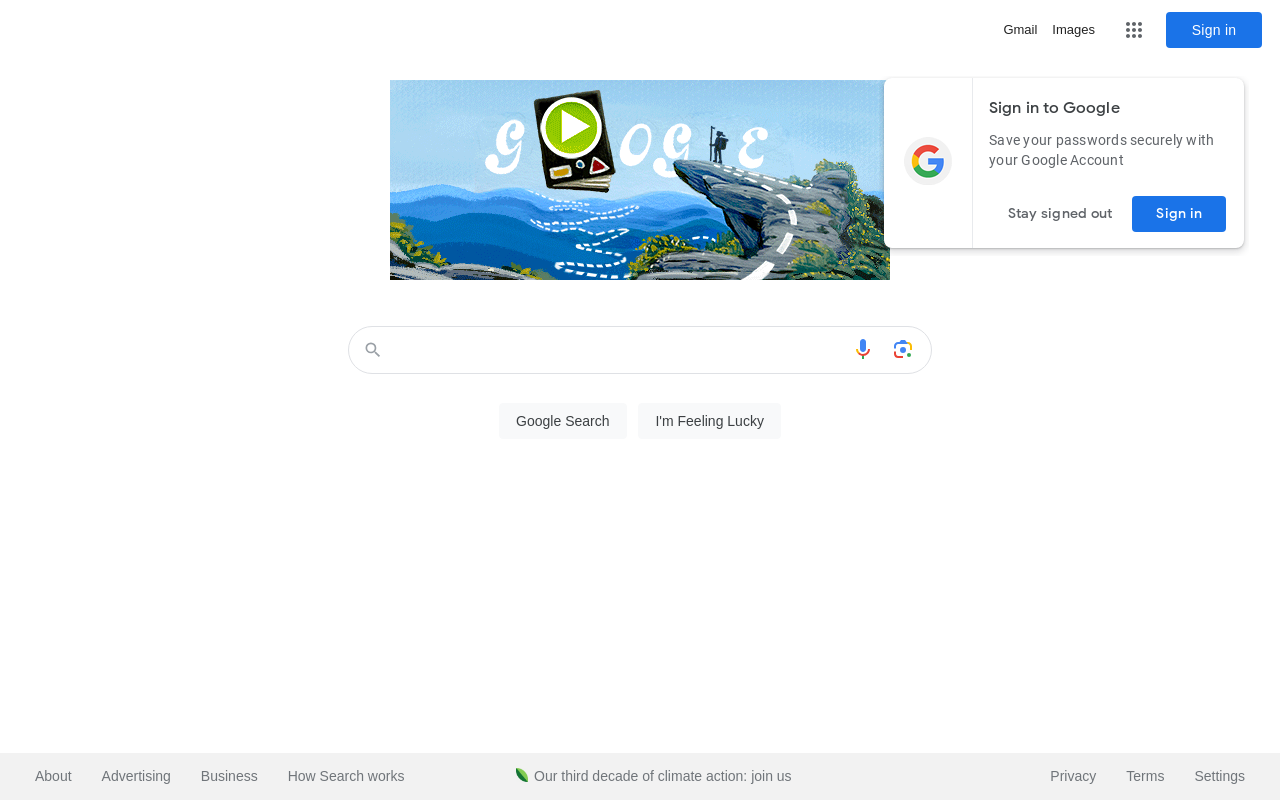 Gmail Images Sign in
G O G E
Sign in to Google
Save your passwords securely with
your Google Account
Stay signed out Sign in
Google Search I'm Feeling Lucky
About Advertising Business How Search works Our third decade of climate action: join us Privacy Terms Settings